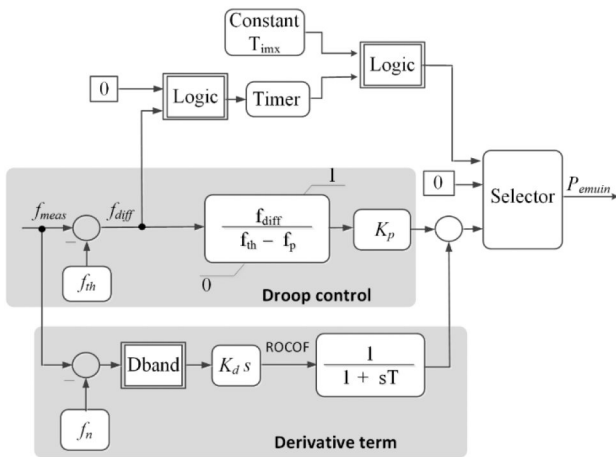 Constant
T_imx
Logic
0
Logic
Timer
0
Selector
P_emuin
1
f_meas
f_diff
f_diff
f_th − f_p
K_p
−
f_th
0
Droop control
ROCOF
Dband
K_d s
1
1 + sT
−
f_n
Derivative term